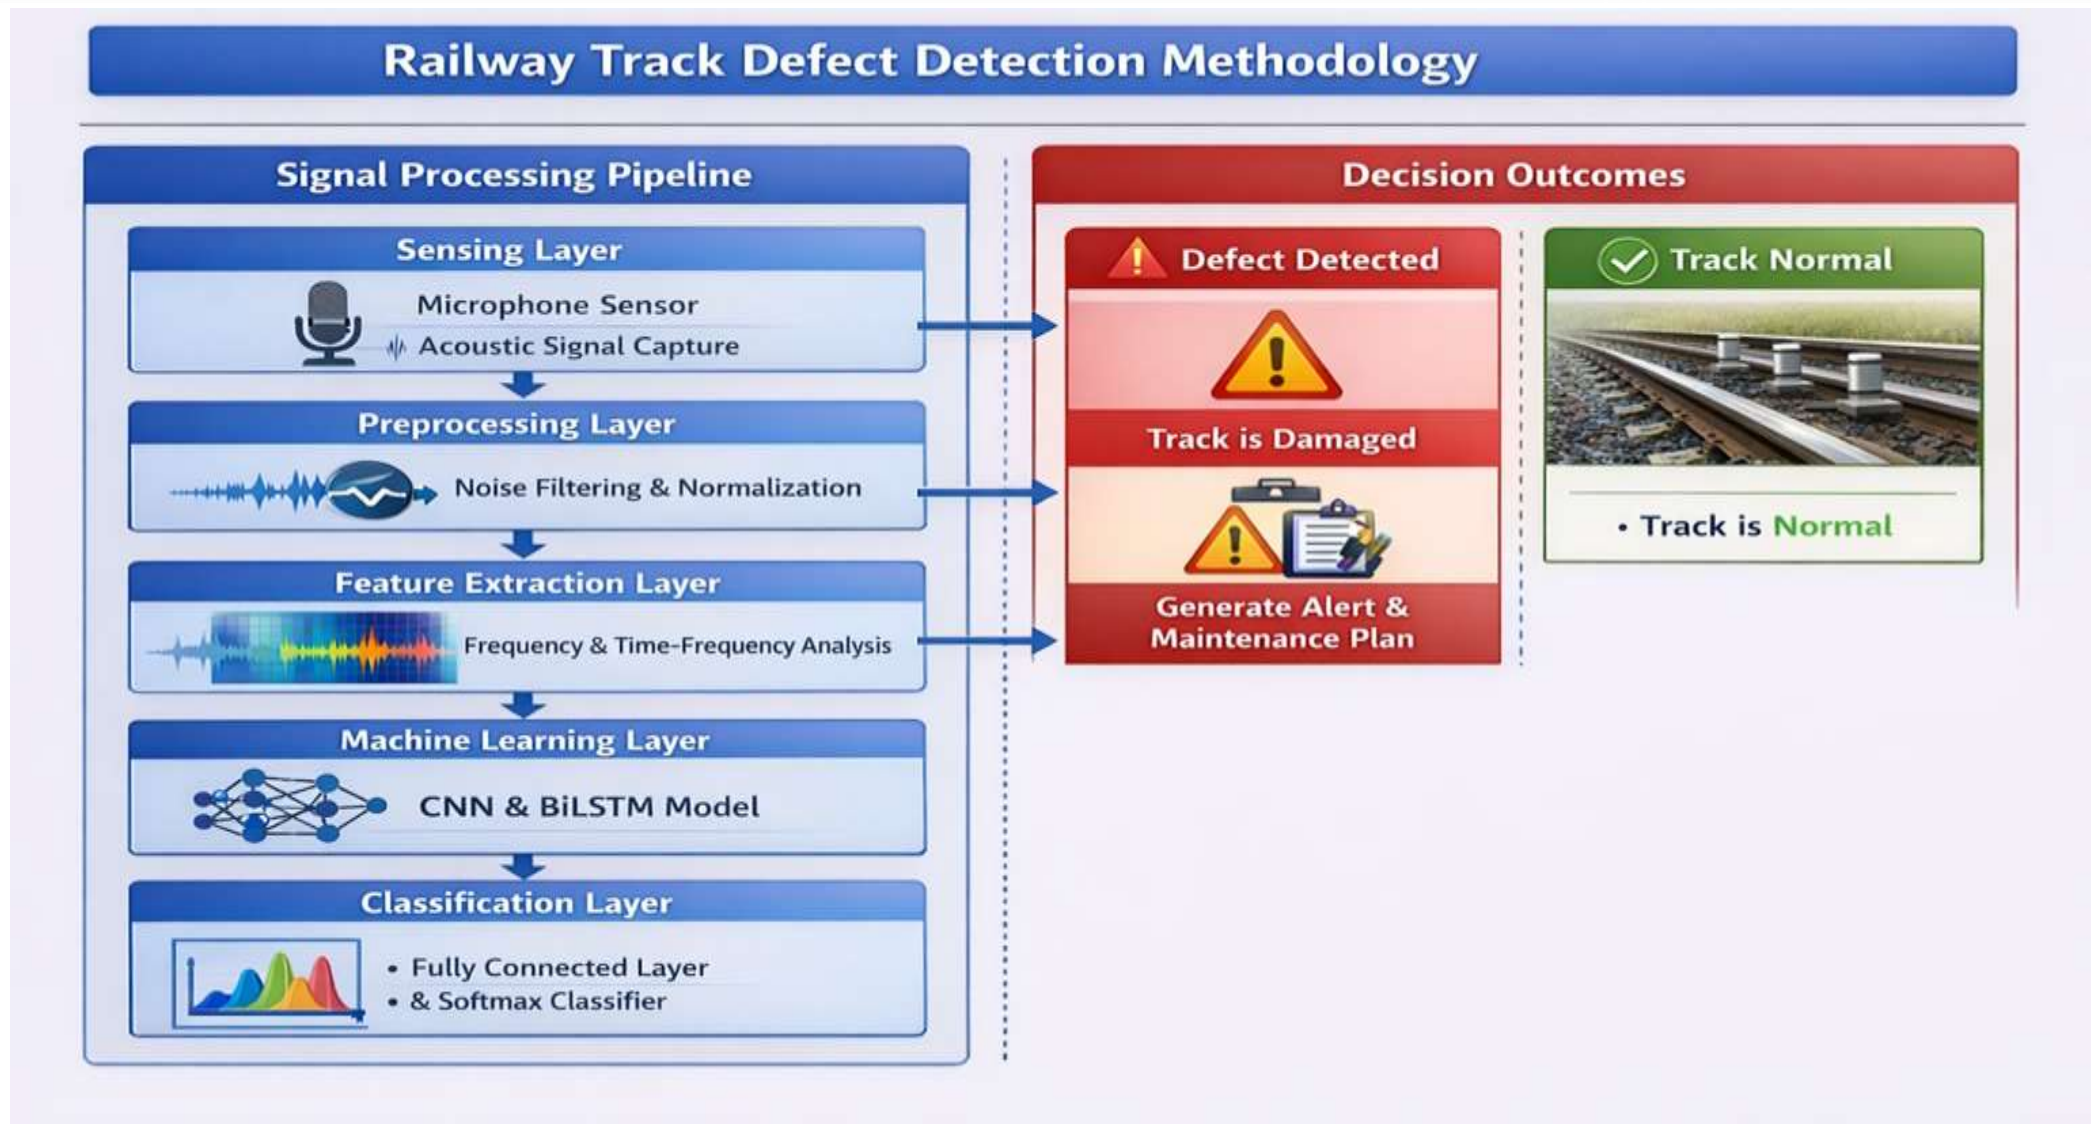 Railway Track Defect Detection Methodology
Signal Processing Pipeline
Sensing Layer
Microphone Sensor
Acoustic Signal Capture
Preprocessing Layer
Noise Filtering & Normalization
Feature Extraction Layer
Frequency & Time-Frequency Analysis
Machine Learning Layer
CNN & BiLSTM Model
Classification Layer
• Fully Connected Layer
• & Softmax Classifier
Decision Outcomes
Defect Detected
Track is Damaged
Generate Alert &
Maintenance Plan
Track Normal
• Track is Normal